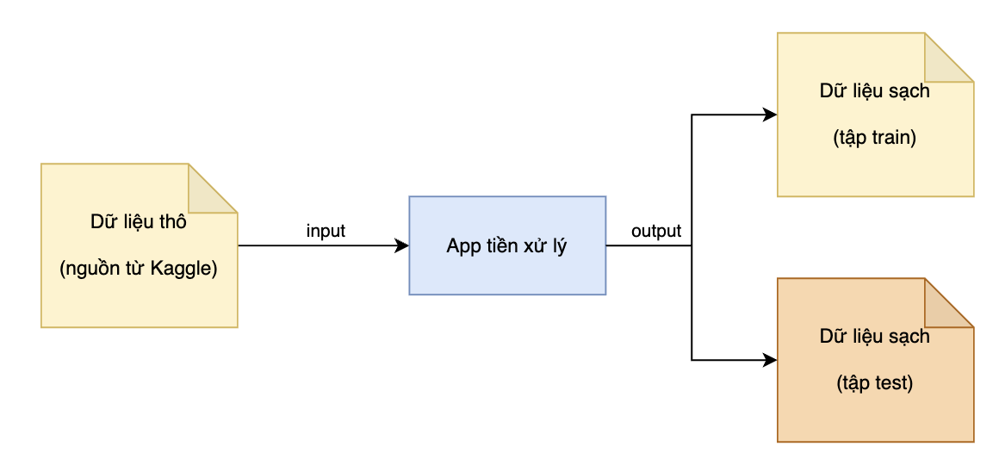 Dữ liệu thô
(nguồn từ Kaggle)
input
App tiền xử lý
output
Dữ liệu sạch
(tập train)
Dữ liệu sạch
(tập test)